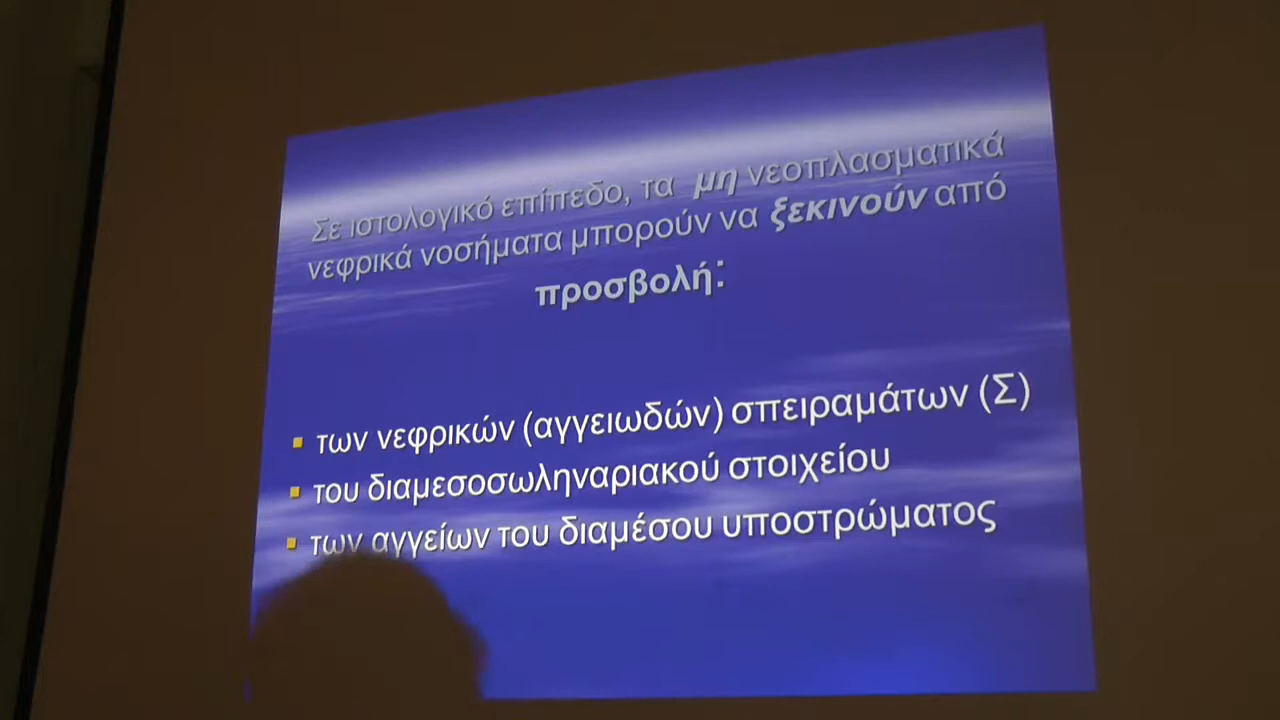 Σε ιστολογικό επίπεδο, τα μη νεοπλασματικά
νεφρικά νοσήματα μπορούν να ξεκινούν από
προσβολή:
▪ των νεφρικών (αγγειωδών) σπειραμάτων (Σ)
▪ του διαμεσοσωληναριακού στοιχείου
▪ των αγγείων του διαμέσου υποστρώματος